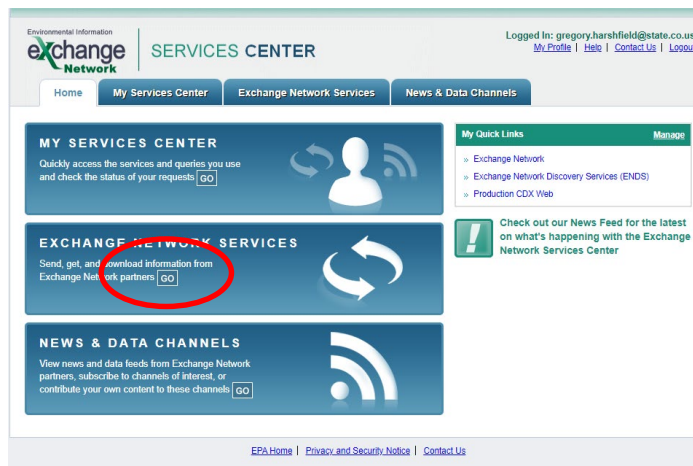 Environmental Information
eXchange
Network
SERVICES CENTER
Logged In: gregory.harshfield@state.co.us
My Profile | Help | Contact Us | Logou
Home
My Services Center
Exchange Network Services
News & Data Channels
MY SERVICES CENTER
Quickly access the services and queries you use
and check the status of your requests GO
EXCHANGE NETWORK SERVICES
Send, get, and download information from
Exchange Network partners GO
NEWS & DATA CHANNELS
View news and data feeds from Exchange Network
partners, subscribe to channels of interest, or
contribute your own content to these channels GO
My Quick Links
Manage
» Exchange Network
» Exchange Network Discovery Services (ENDS)
» Production CDX Web
Check out our News Feed for the latest
on what's happening with the Exchange
Network Services Center
EPA Home | Privacy and Security Notice | Contact Us